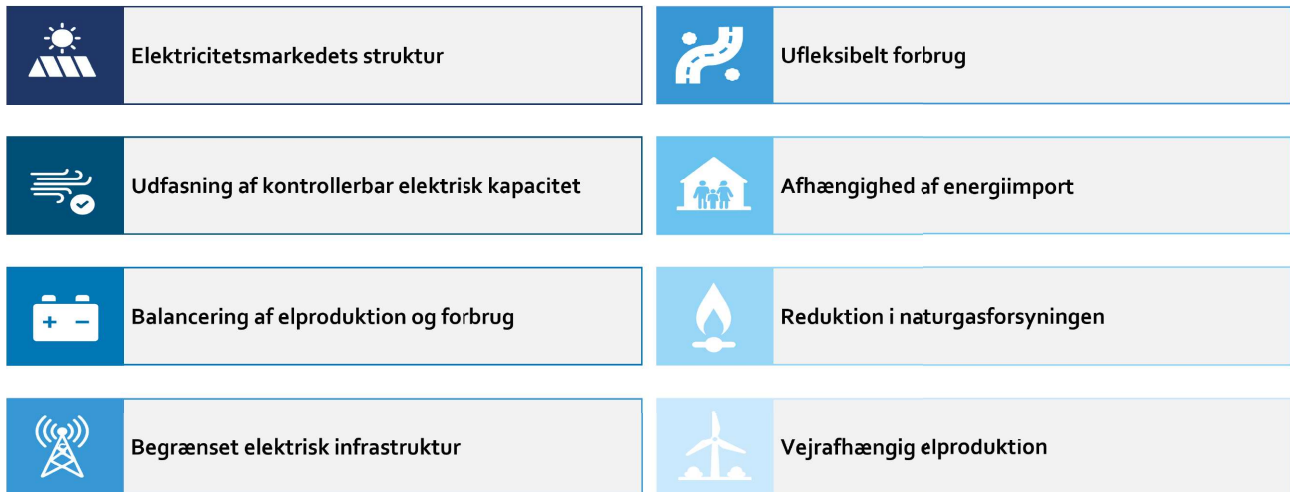 Elektricitetsmarkedets struktur
Ufleksibelt forbrug
Udfasning af kontrollerbar elektrisk kapacitet
Afhængighed af energiimport
Balancering af elproduktion og forbrug
Reduktion i naturgasforsyningen
Begrænset elektrisk infrastruktur
Vejrafhængig elproduktion